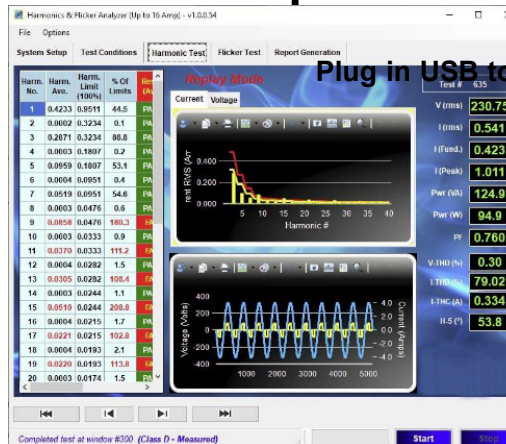 Harmonics & Flicker Analyzer (Up to 16 Amp) - v1.0.0.54
File Options
System Setup Test Conditions Harmonic Test Flicker Test Report Generation
Plug in USB to
Replay Mode
Test # 635
Current Voltage
Harm. No. Harm. Ave. Harm. Limit (100%) % Of Limits
1 0.4233 0.9511 44.5 PA
2 0.0002 0.3234 0.1 PA
3 0.2871 0.3234 88.8 PA
4 0.0003 0.1807 0.2 PA
5 0.0959 0.1807 53.1 PA
6 0.0004 0.0951 0.4 PA
7 0.0519 0.0951 54.6 PA
8 0.0003 0.0476 0.6 PA
9 0.0858 0.0476 180.3 FA
10 0.0003 0.0333 0.9 PA
11 0.0370 0.0333 111.2 FA
12 0.0004 0.0282 1.5 PA
13 0.0305 0.0282 108.4 FA
14 0.0003 0.0244 1.1 PA
15 0.0510 0.0244 208.8 FA
16 0.0004 0.0215 1.7 PA
17 0.0221 0.0215 102.8 FA
18 0.0004 0.0193 2.1 PA
19 0.0220 0.0193 113.8 FA
20 0.0003 0.0174 1.5 PA
rent RMS (Arr
0.400
0.200
0.000
5 10 15 20 25 30 35 40
Harmonic #
Voltage (Volts)
400
200
0
-200
-400
4.0
2.0
0.0
-2.0
-4.0
Current (Amps)
1000 2000 3000 4000 5000
V (rms) 230.75
I (rms) 0.541
I (Fund.) 0.423
I (Peak) 1.011
Pwr (VA) 124.9
Pwr (W) 94.9
PF 0.760
V-THD (%) 0.30
I-THD (%) 79.02
I-THC (A) 0.334
H-5 (°) 53.8
Completed test at window #300 (Class D - Measured)
Start Stop